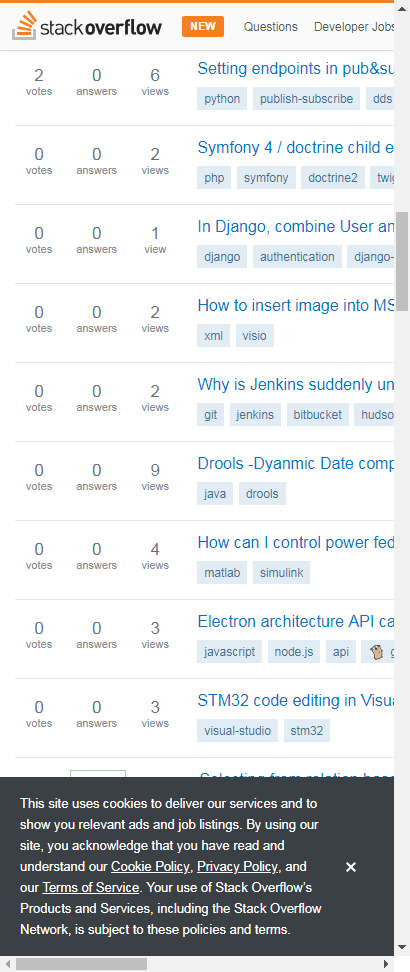 stackoverflow NEW Questions Developer Jobs
2 0 6 Setting endpoints in pub&su
votes answers views python publish-subscribe dds
0 0 2 Symfony 4 / doctrine child e
votes answers views php symfony doctrine2 twig
0 0 1 In Django, combine User an
votes answers view django authentication django-
0 0 2 How to insert image into MS
votes answers views xml visio
0 0 2 Why is Jenkins suddenly un
votes answers views git jenkins bitbucket hudso
0 0 9 Drools -Dyanmic Date comp
votes answers views java drools
0 0 4 How can I control power fed
votes answers views matlab simulink
0 0 3 Electron architecture API ca
votes answers views javascript node.js api g
0 0 3 STM32 code editing in Visua
votes answers views visual-studio stm32
This site uses cookies to deliver our services and to
show you relevant ads and job listings. By using our
site, you acknowledge that you have read and
understand our Cookie Policy, Privacy Policy, and
our Terms of Service. Your use of Stack Overflow's
Products and Services, including the Stack Overflow
Network, is subject to these policies and terms.